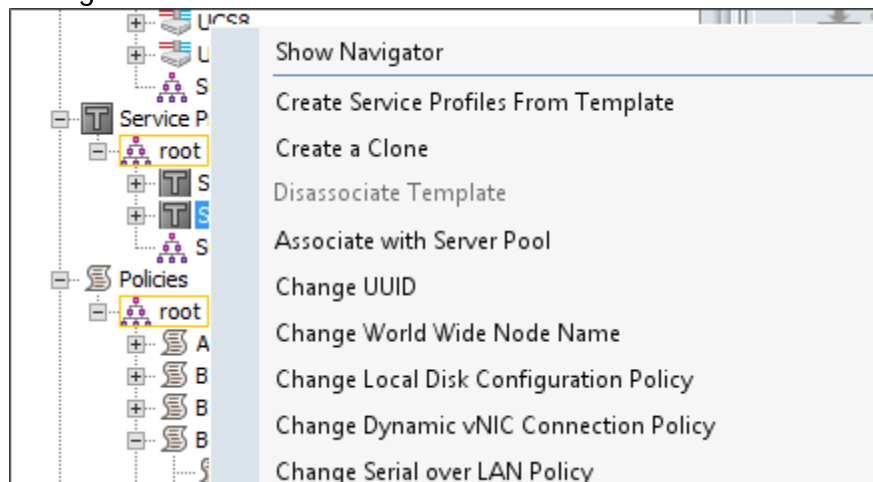 UCS8
Show Navigator
Create Service Profiles From Template
Service
Create a Clone
root
Disassociate Template
Associate with Server Pool
Policies
Change UUID
root
Change World Wide Node Name
Change Local Disk Configuration Policy
Change Dynamic vNIC Connection Policy
Change Serial over LAN Policy